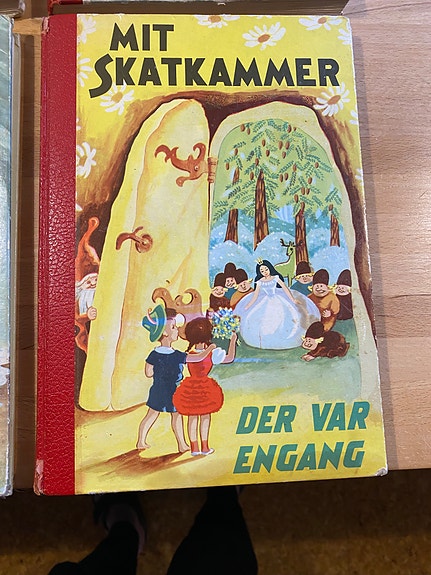 MIT
SKATKAMMER
DER VAR
ENGANG